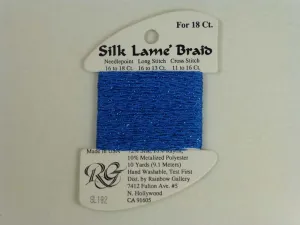 For 18 Ct.
Silk Lamé Braid
Needlepoint Long Stitch Cross Stitch
16 to 18 Ct. 16 to 13 Ct. 11 to 16 Ct.
Made in USA
10% Metalized Polyester
10 Yards (9.1 Meters)
Hand Washable, Test First
Dist. by Rainbow Gallery
7412 Fulton Ave. #5
N. Hollywood
CA 91605
RG